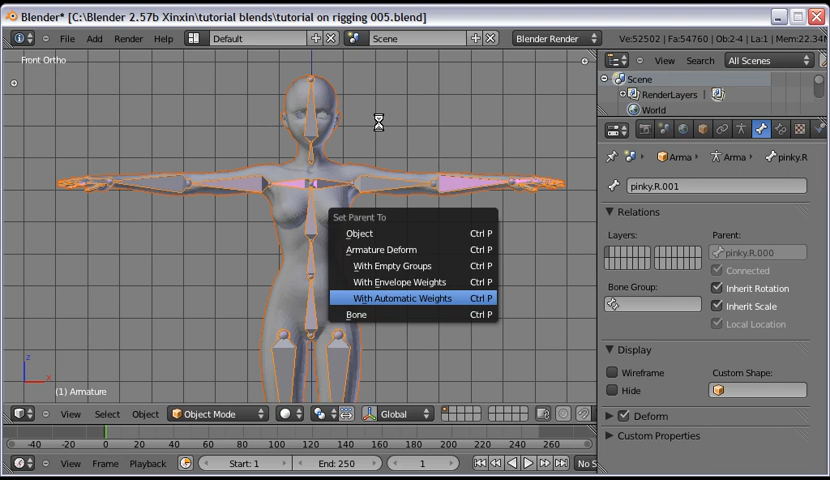 Blender* [C:\Blender 2.57b Xinxin\tutorial blends\tutorial on rigging 005.blend]
File Add Render Help Default Scene Blender Render Ve:52502 | Fa:54760 | Ob:2-4 | La:1 | Mem:22.34M
Front Ortho
View Search All Scenes
Scene
RenderLayers
World
Arma Arma pinky.R
pinky.R.001
Relations
Layers: Parent:
pinky.R.000
Connected
Bone Group: Inherit Rotation
Inherit Scale
Local Location
Display
Wireframe Custom Shape:
Hide
Deform
Custom Properties
Set Parent To
Object Ctrl P
Armature Deform
With Empty Groups Ctrl P
With Envelope Weights Ctrl P
With Automatic Weights Ctrl P
Bone Ctrl P
z
x
(1) Armature
View Select Object Object Mode Global
-40 -20 0 20 40 60 80 100 120 140 160 180 200 220 240 260
View Frame Playback Start: 1 End: 250 1 No S